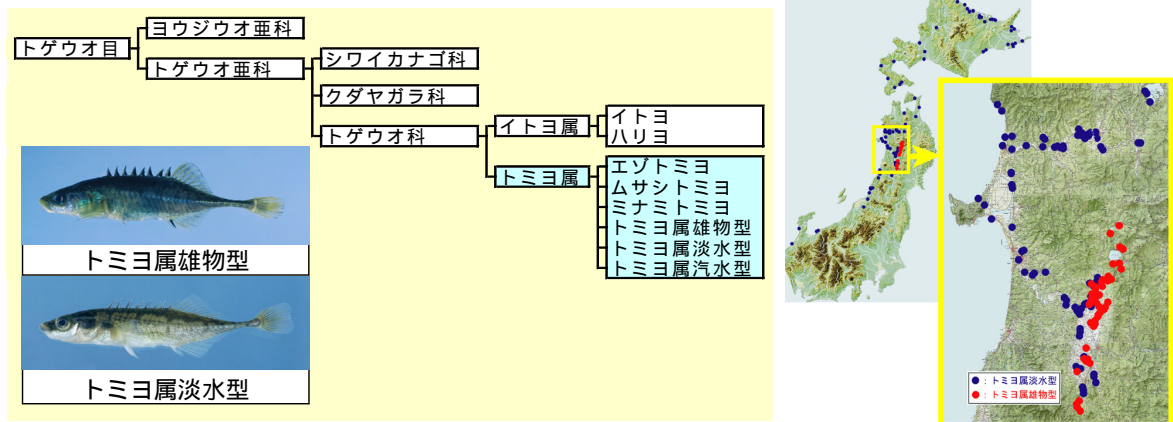 トゲウオ目
ヨウジウオ亜科
トゲウオ亜科
シワイカナゴ科
クダヤガラ科
トゲウオ科
イトヨ属
イトヨ
ハリヨ
トミヨ属
エゾトミヨ
ムサシトミヨ
ミナミトミヨ
トミヨ属雄物型
トミヨ属淡水型
トミヨ属汽水型
トミヨ属雄物型
トミヨ属淡水型
：トミヨ属淡水型
：トミヨ属雄物型